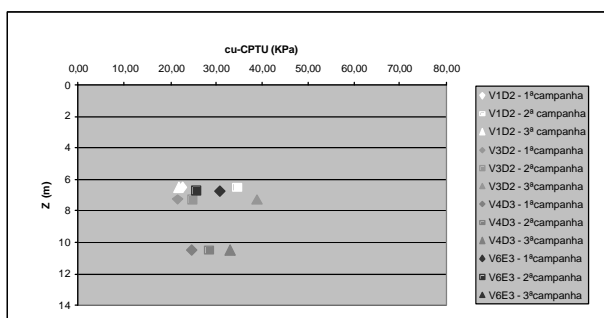 cu-CPTU (KPa)
0,00 10,00 20,00 30,00 40,00 50,00 60,00 70,00 80,00
0
2
4
6
8
10
12
14
Z (m)
V1D2 - 1ªcampanha
V1D2 - 2ª campanha
V1D2 - 3ª campanha
V3D2 - 1ªcampanha
V3D2 - 2ªcampanha
V3D2 - 3ªcampanha
V4D3 - 1ªcampanha
V4D3 - 2ªcampanha
V4D3 - 3ªcampanha
V6E3 - 1ªcampanha
V6E3 - 2ªcampanha
V6E3 - 3ªcampanha